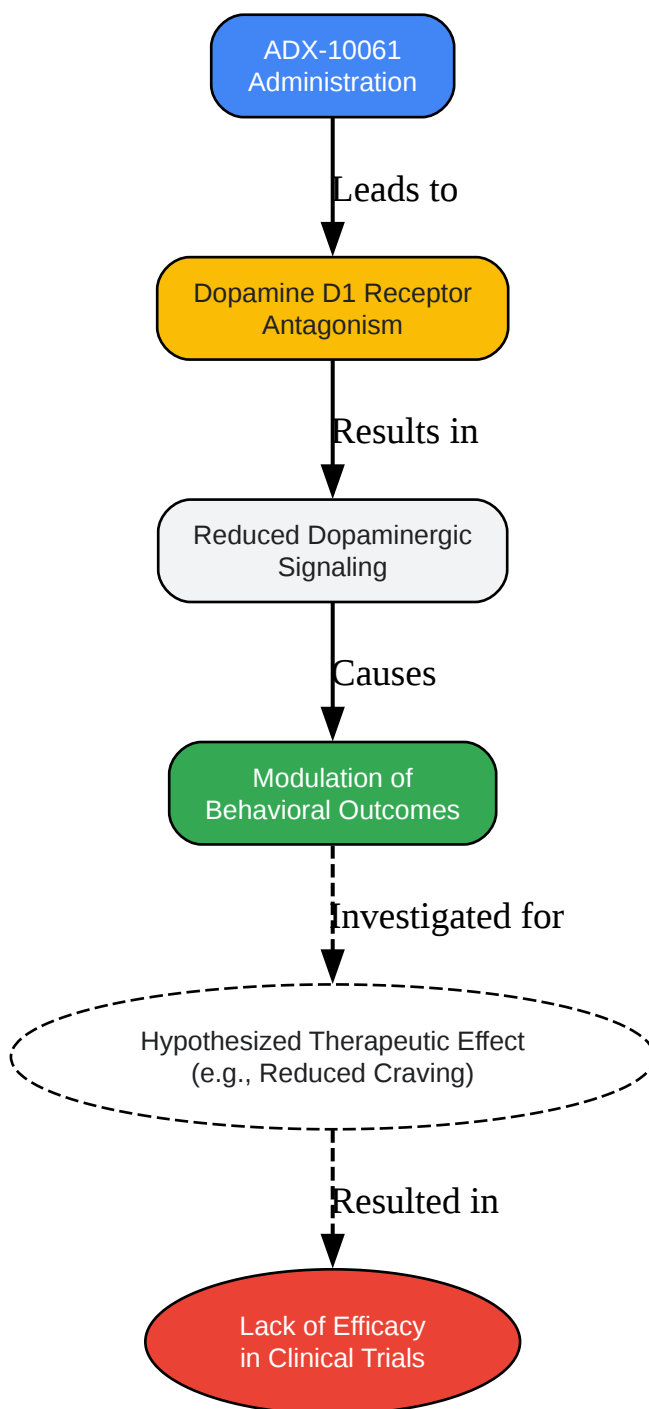 ADX-10061
Administration
Leads to
Dopamine D1 Receptor
Antagonism
Results in
Reduced Dopaminergic
Signaling
Causes
Modulation of
Behavioral Outcomes
Investigated for
Hypothesized Therapeutic Effect
(e.g., Reduced Craving)
Resulted in
Lack of Efficacy
in Clinical Trials